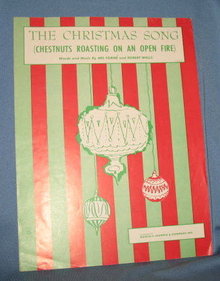 THE CHRISTMAS SONG
(CHESTNUTS ROASTING ON AN OPEN FIRE)
Words and Music by MEL TORME and ROBERT WELLS